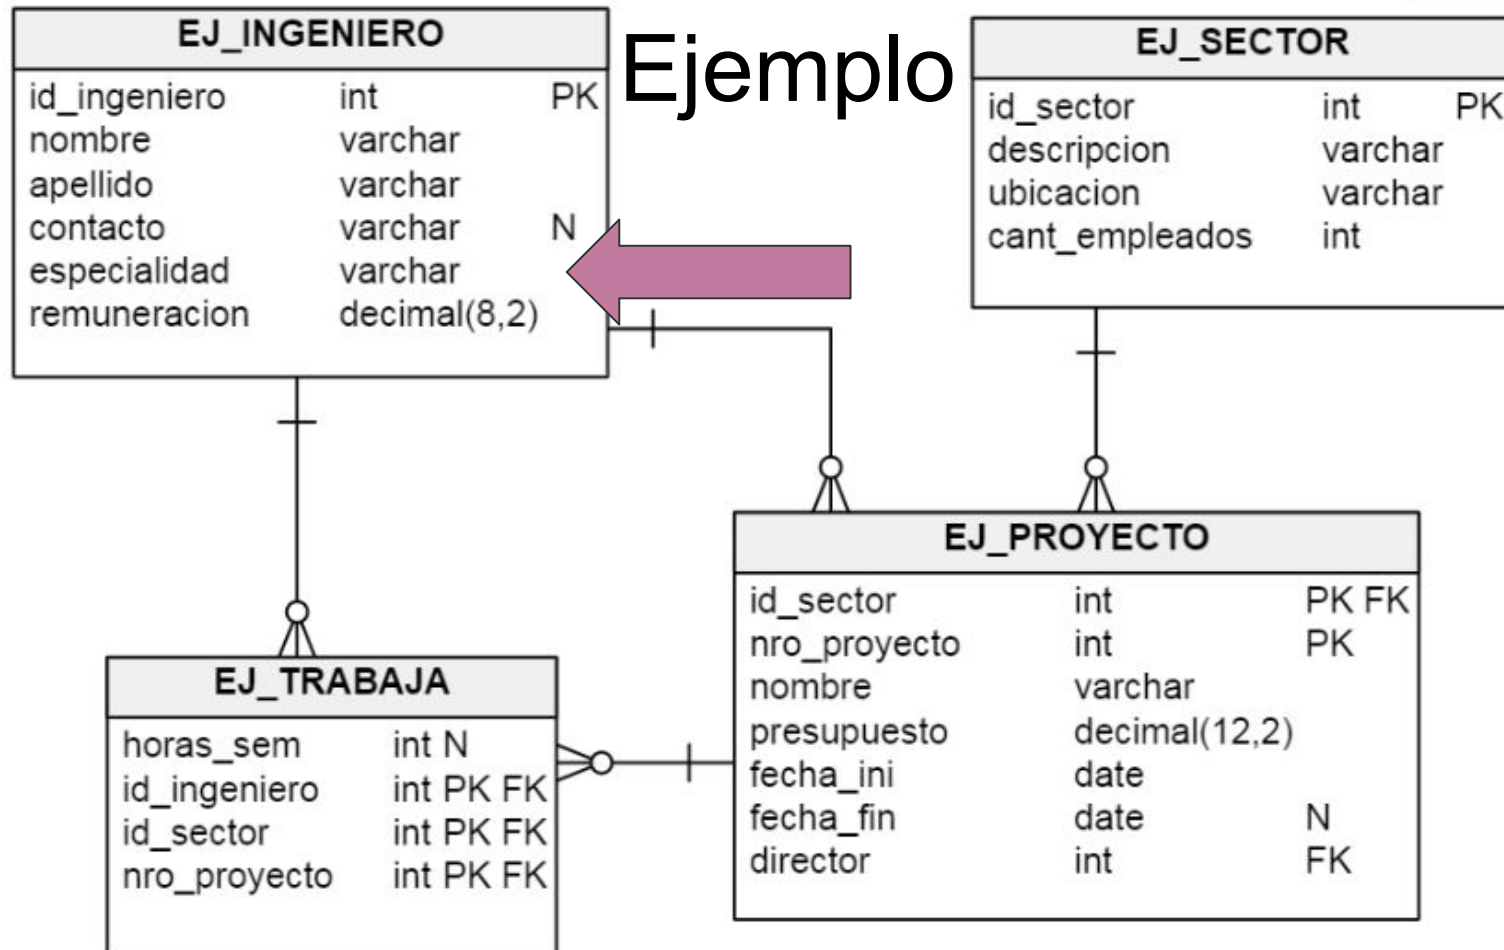 Ejemplo
EJ_INGENIERO
id_ingeniero int PK
nombre varchar
apellido varchar
contacto varchar N
especialidad varchar
remuneracion decimal(8,2)
EJ_SECTOR
id_sector int PK
descripcion varchar
ubicacion varchar
cant_empleados int
EJ_TRABAJA
horas_sem int N
id_ingeniero int PK FK
id_sector int PK FK
nro_proyecto int PK FK
EJ_PROYECTO
id_sector int PK FK
nro_proyecto int PK
nombre varchar
presupuesto decimal(12,2)
fecha_ini date
fecha_fin date N
director int FK